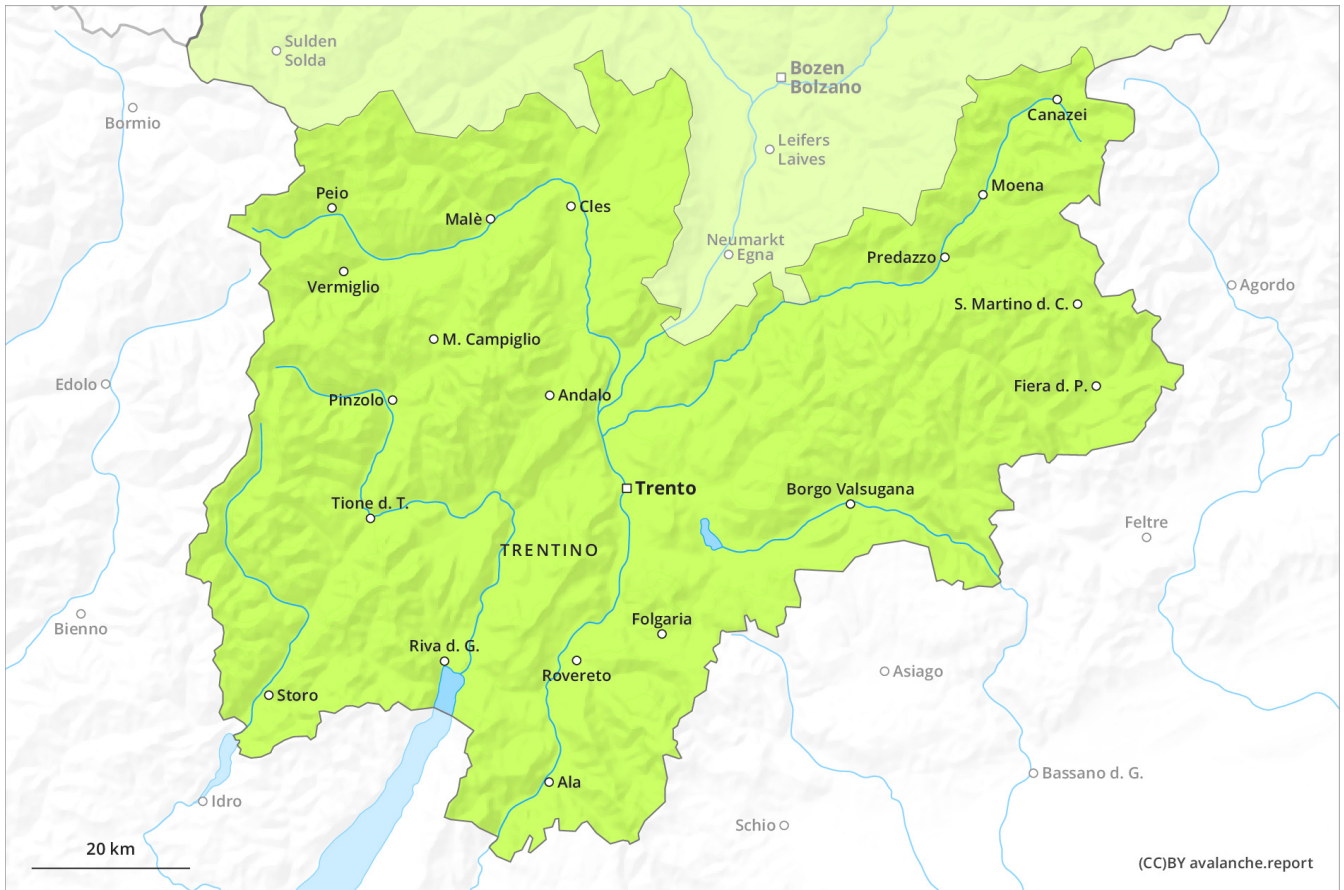 Sulden
Solda
Bozen
Bolzano
Bormio
Canazei
Leifers
Laives
Peio
Moena
Malè
Cles
Neumarkt
Egna
Predazzo
Vermiglio
Agordo
S. Martino d. C.
M. Campiglio
Edolo
Fiera d. P.
Pinzolo
Andalo
Trento
Borgo Valsugana
Tione d. T.
Feltre
TRENTINO
Bienno
Folgaria
Riva d. G.
Rovereto
Asiago
Storo
Bassano d. G.
Ala
Idro
Schio
20 km
(CC)BY avalanche.report